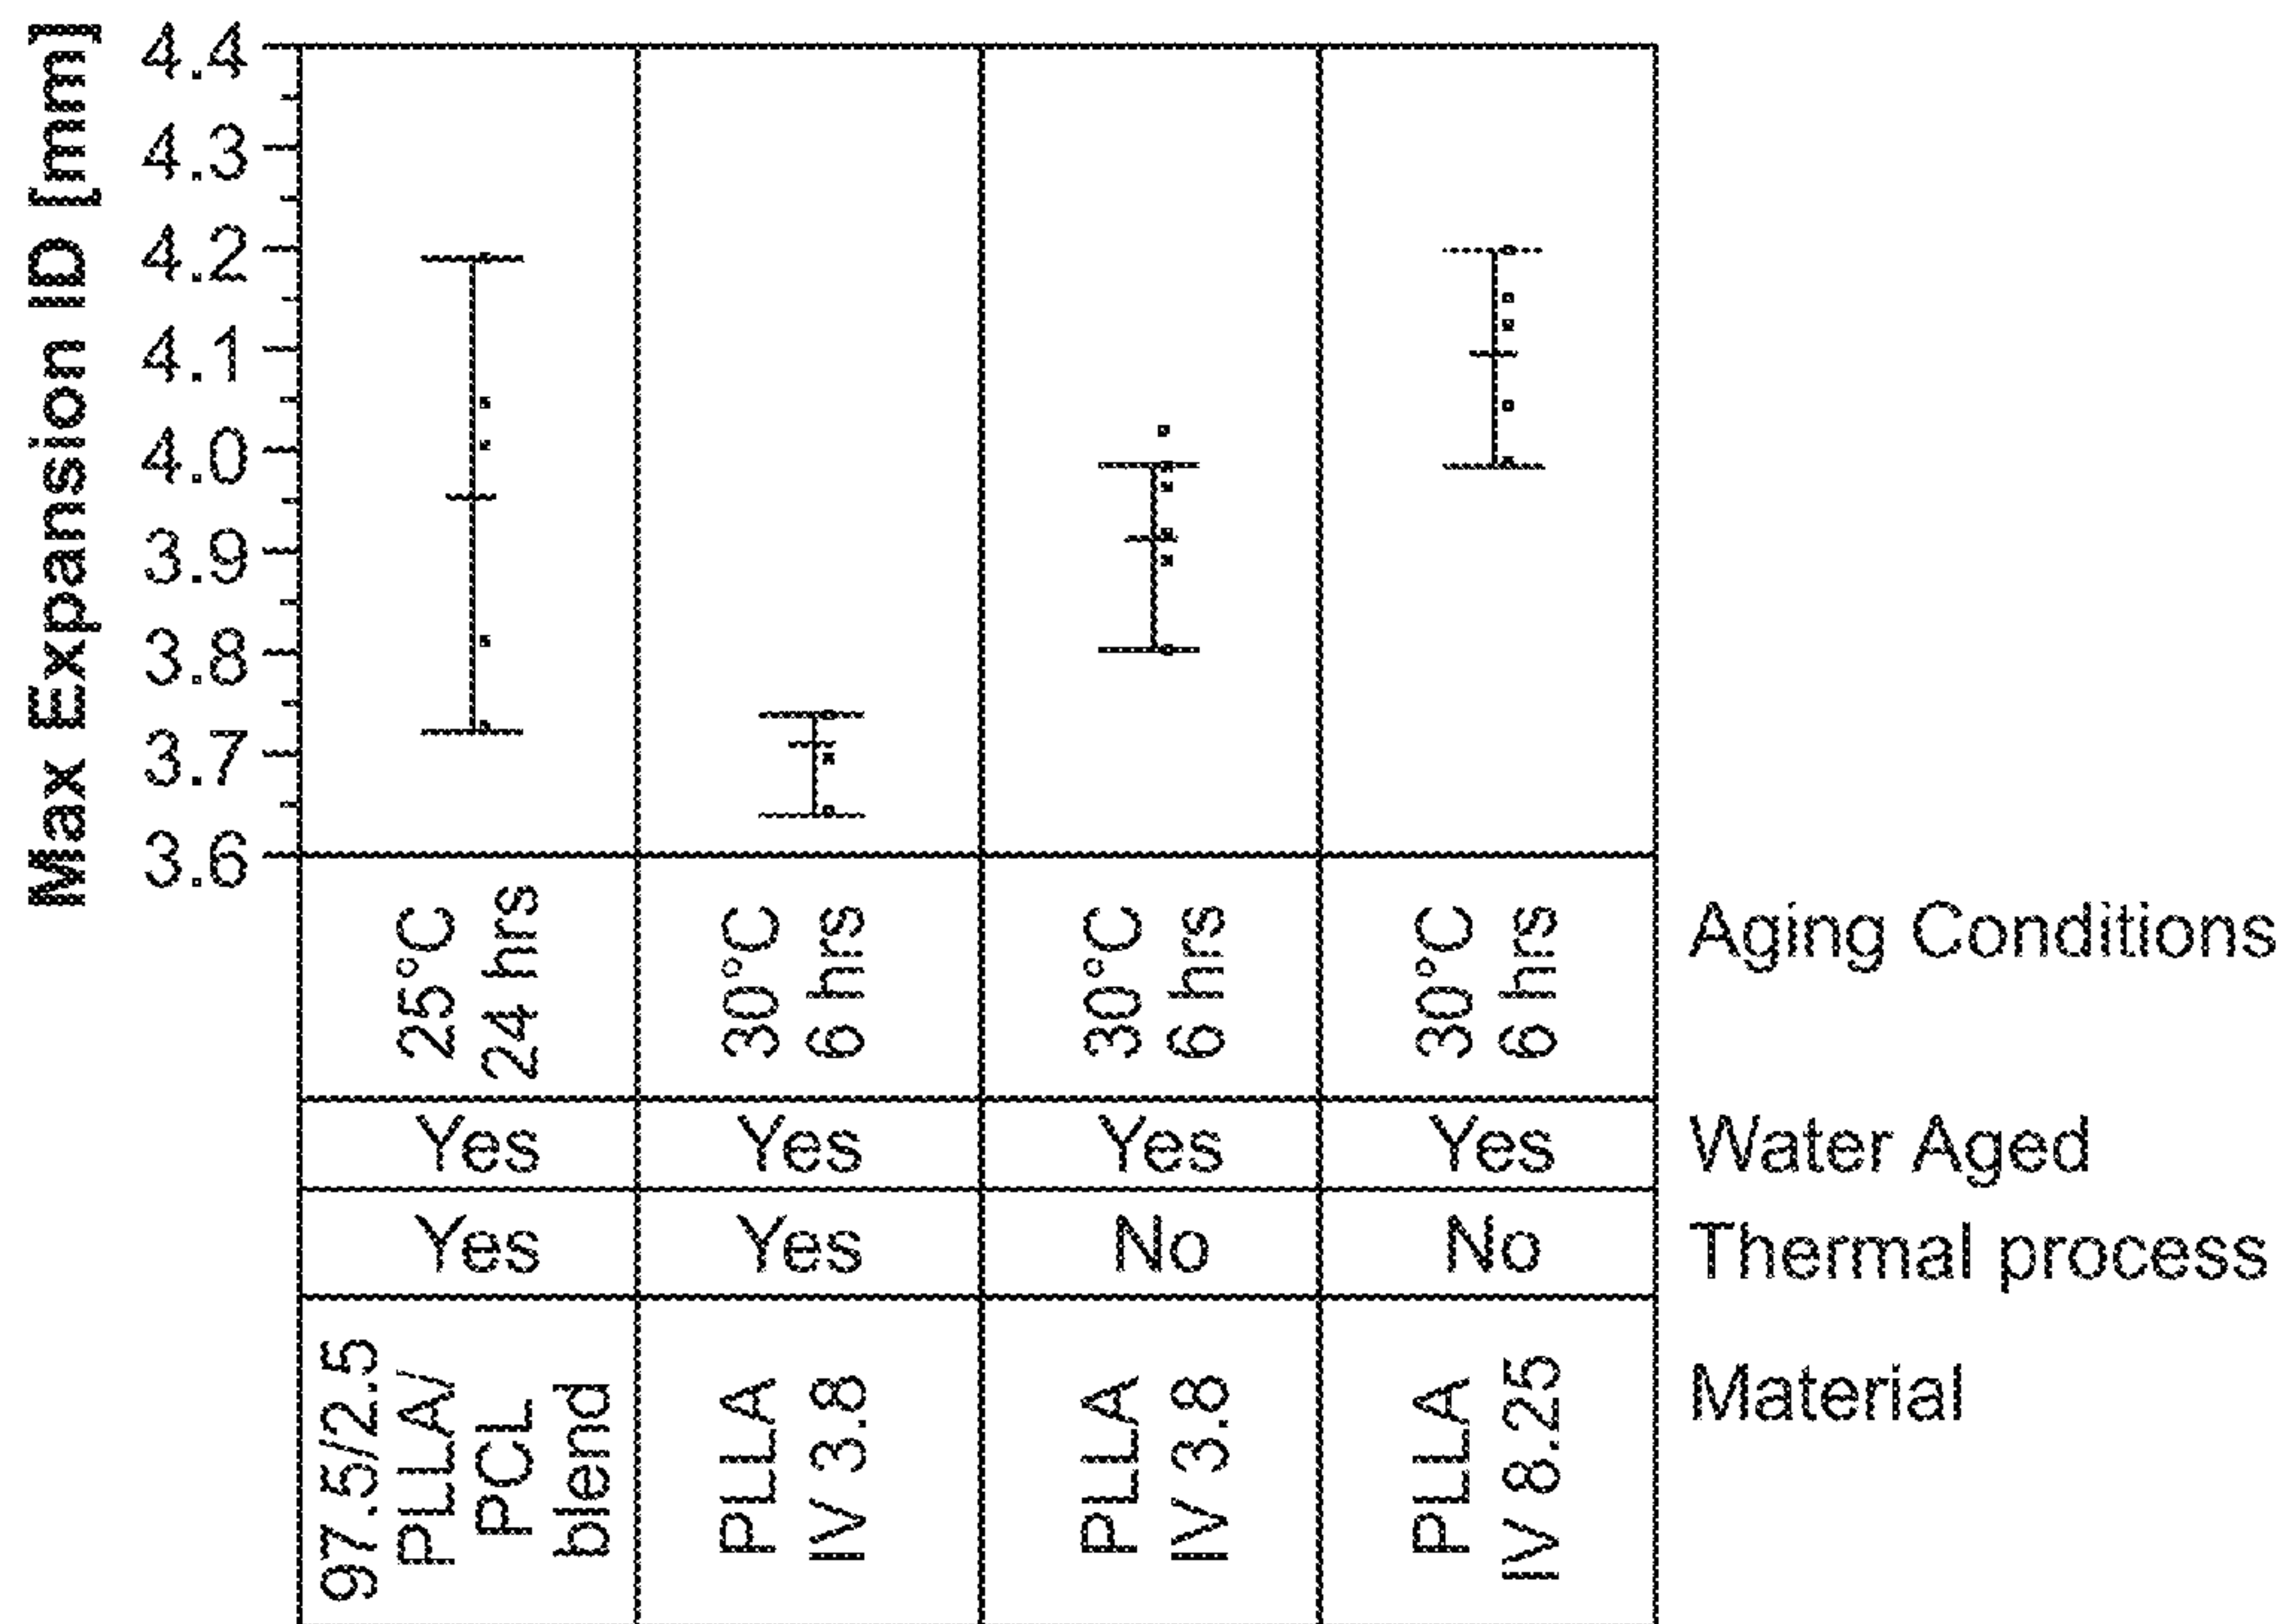 Max Expansion ID [mm]
4.4
4.3
4.2
4.1
4.0
3.9
3.8
3.7
3.6
25°C
24 hrs
30°C
6 hrs
30°C
6 hrs
30°C
6 hrs
Aging Conditions
Yes
Yes
Yes
Yes
Water Aged
Yes
Yes
No
No
Thermal process
97.5/2.5
PLLA/
PCL
blend
PLLA
IV 3.8
PLLA
IV 3.8
PLLA
IV 8.25
Material